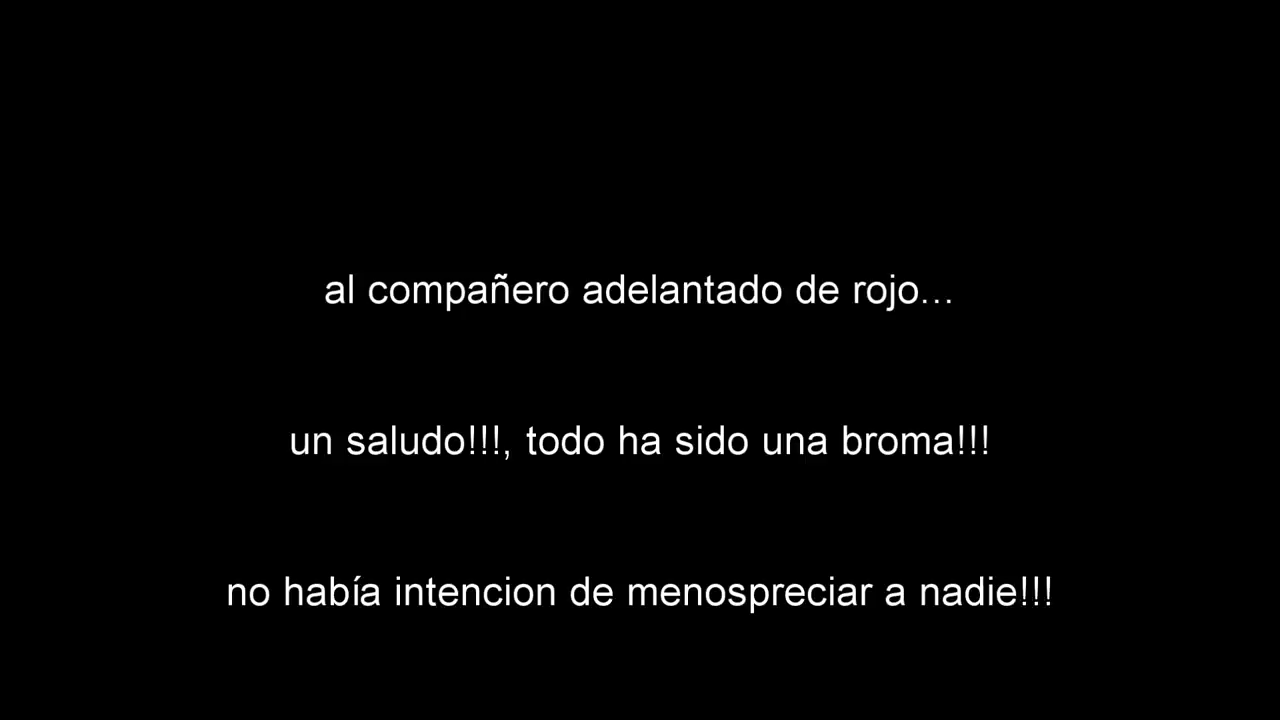 al compañero adelantado de rojo...
un saludo!!!, todo ha sido una broma!!!
no había intencion de menospreciar a nadie!!!